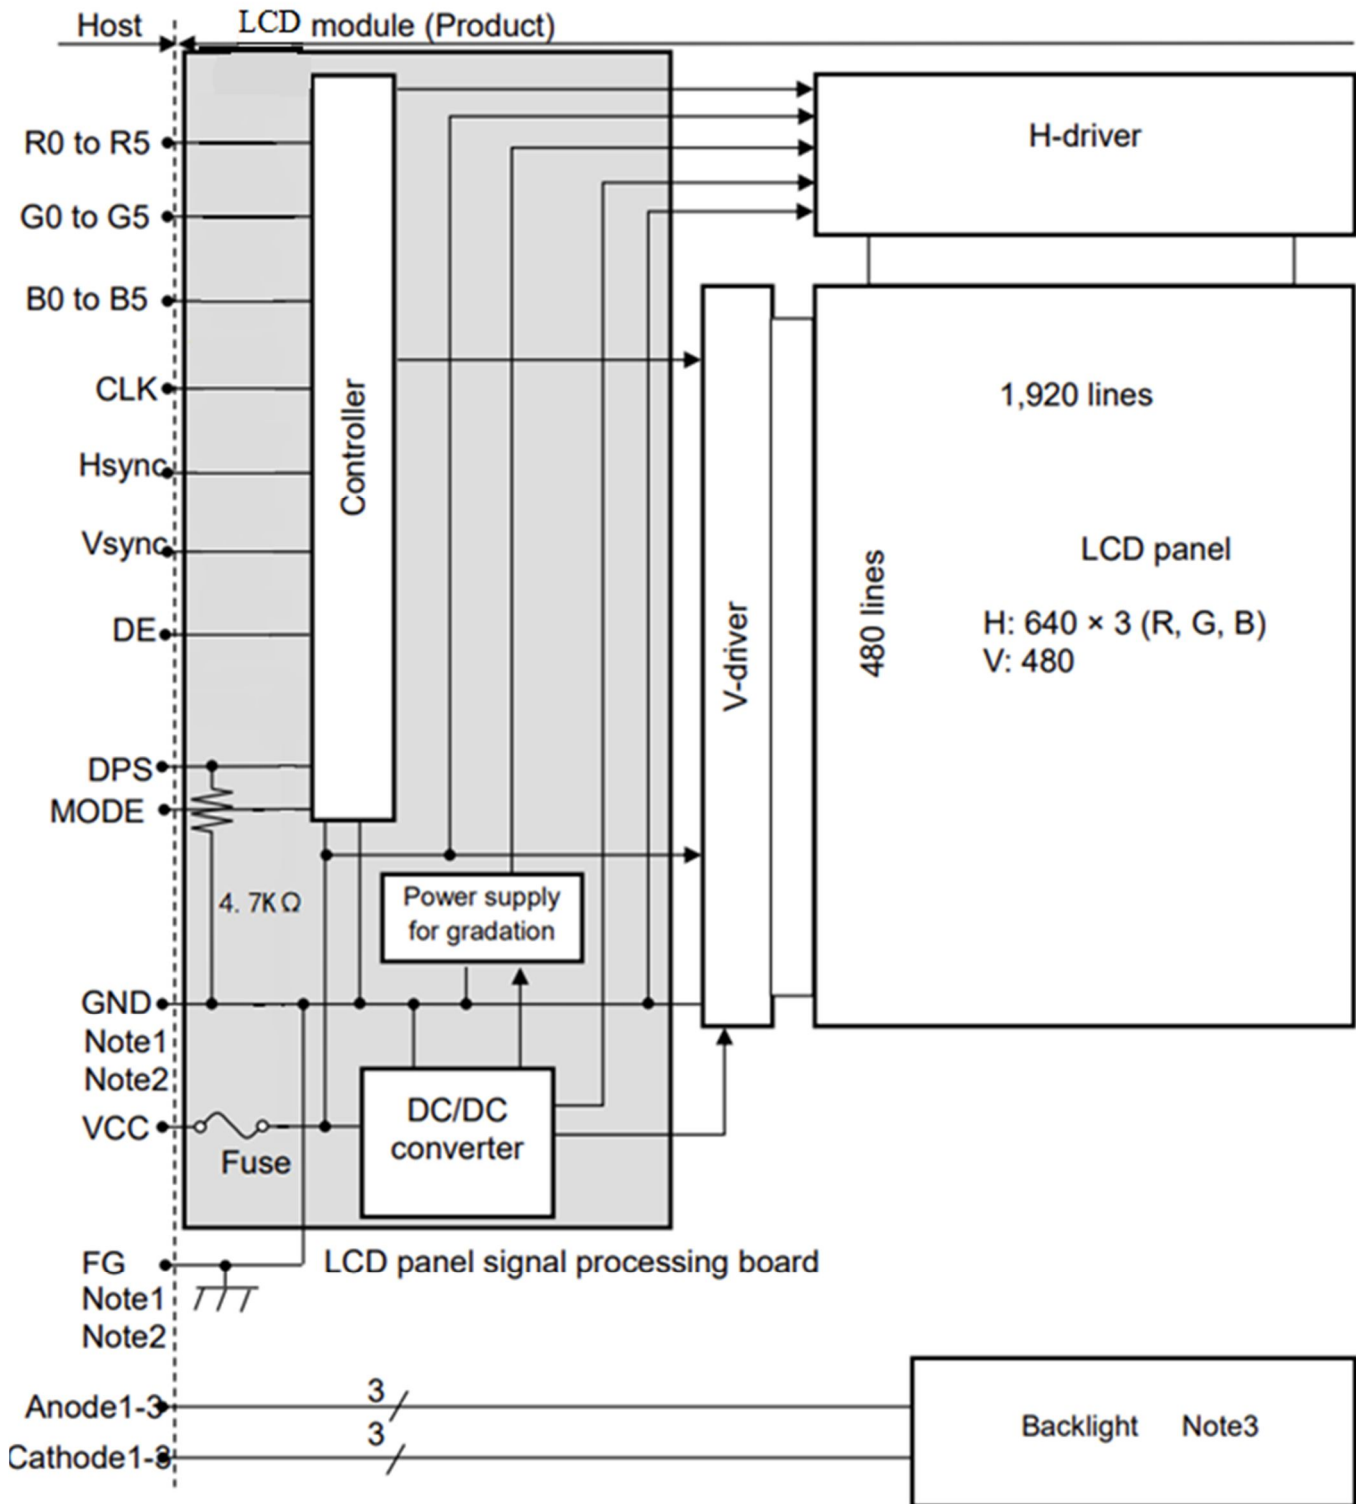 Host
LCD module (Product)
R0 to R5
G0 to G5
B0 to B5
CLK
Hsync
Vsync
DE
DPS
MODE
4.7KΩ
GND
Note1
Note2
VCC
Fuse
FG
Note1
Note2
Anode1-3
Cathode1-3
3
3
Controller
Power supply
for gradation
DC/DC
converter
LCD panel signal processing board
H-driver
V-driver
1,920 lines
480 lines
LCD panel
H: 640 × 3 (R, G, B)
V: 480
Backlight Note3